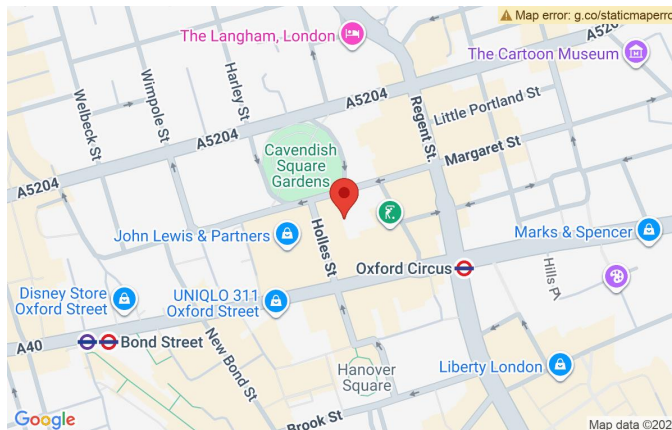 Map error: g.co/staticmaperro
The Langham, London
The Cartoon Museum
A520
Welbeck St
Wimpole St
Harley St
A5204
Regent St.
Little Portland St
A5204
Cavendish
Square
Gardens
Margaret St
A5204
John Lewis & Partners
Holles St
Marks & Spencer
Oxford Circus
Disney Store
Oxford Street
UNIQLO 311
Oxford Street
Hills Pl
A40
Bond Street
New Bond St
Hanover
Square
Liberty London
Brook St
Google
Map data ©202